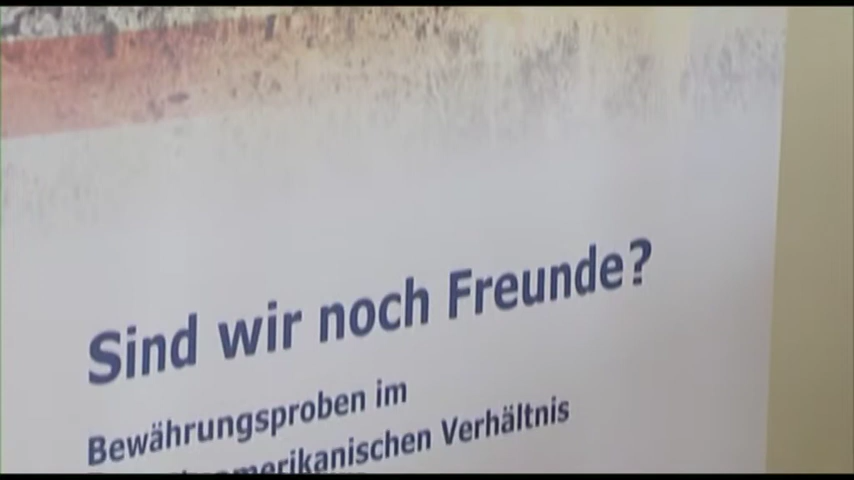 Sind wir noch Freunde?
Bewährungsproben im
Verhältnis